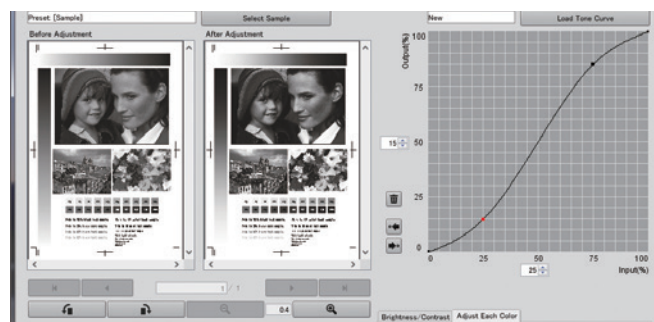 Preset: [Sample]
Select Sample
New
Load Tone Curve
Before Adjustment
After Adjustment
Output(%)
100
75
50
25
0
15
0
25
50
75
100
25
Input(%)
1 / 1
0.4
Brightness/Contrast
Adjust Each Color